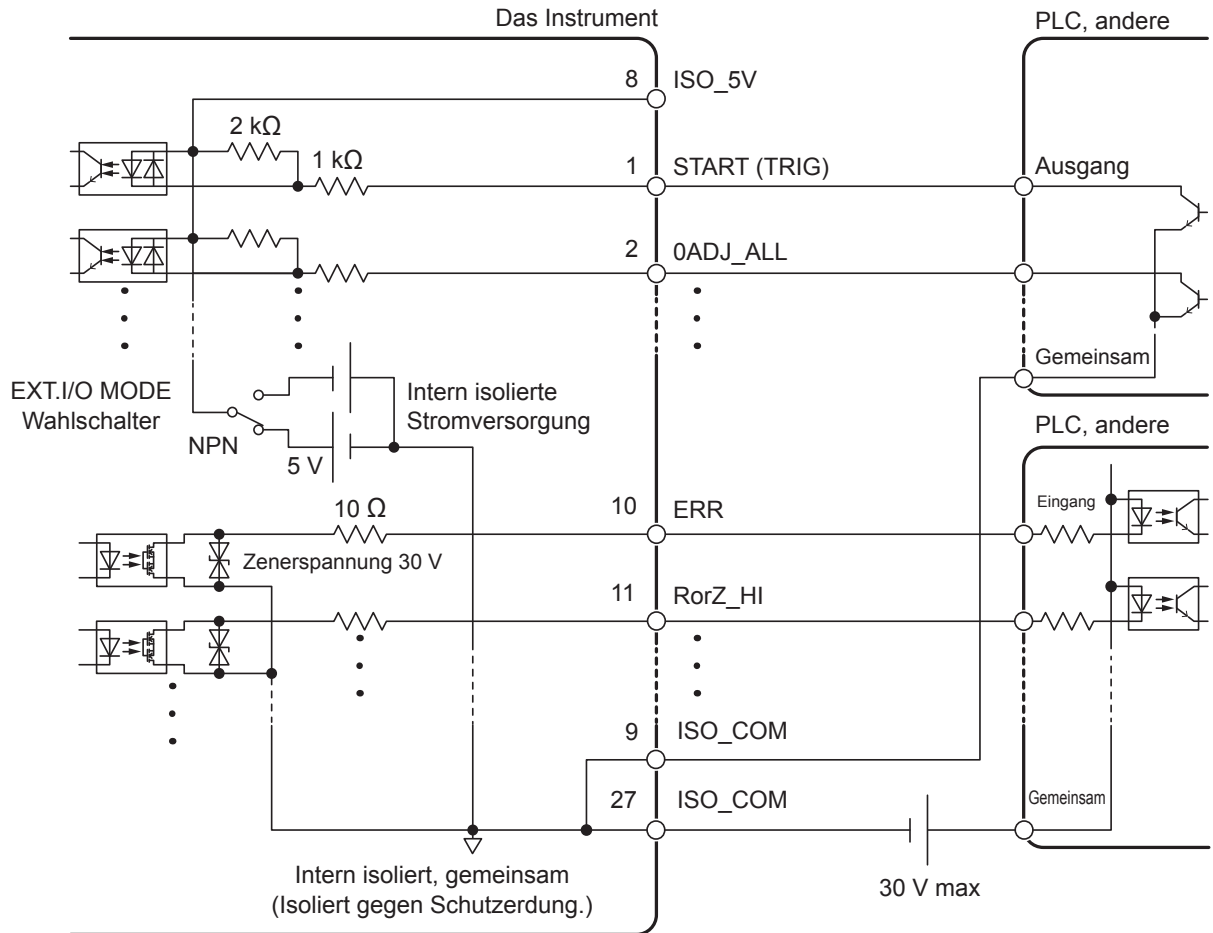 Das Instrument
PLC, andere
8 ISO_5V
2 kΩ
1 kΩ
1 START (TRIG)
Ausgang
2 0ADJ_ALL
Gemeinsam
EXT.I/O MODE
Wahlschalter
Intern isolierte
Stromversorgung
NPN
5 V
PLC, andere
10 Ω
10 ERR
Eingang
Zenerspannung 30 V
11 RorZ_HI
9 ISO_COM
27 ISO_COM
Gemeinsam
Intern isoliert, gemeinsam
(Isoliert gegen Schutzerdung.)
30 V max